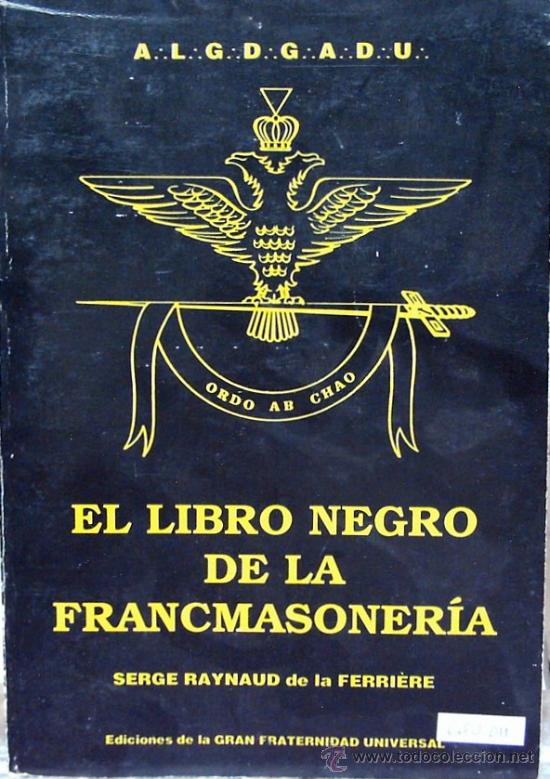 A∴L∴G∴D∴G∴A∴D∴U∴
ORDO AB CHAO
EL LIBRO NEGRO
DE LA
FRANCMASONERÍA
SERGE RAYNAUD de la FERRIÈRE
Ediciones de la GRAN FRATERNIDAD UNIVERSAL
todocoleccion.net